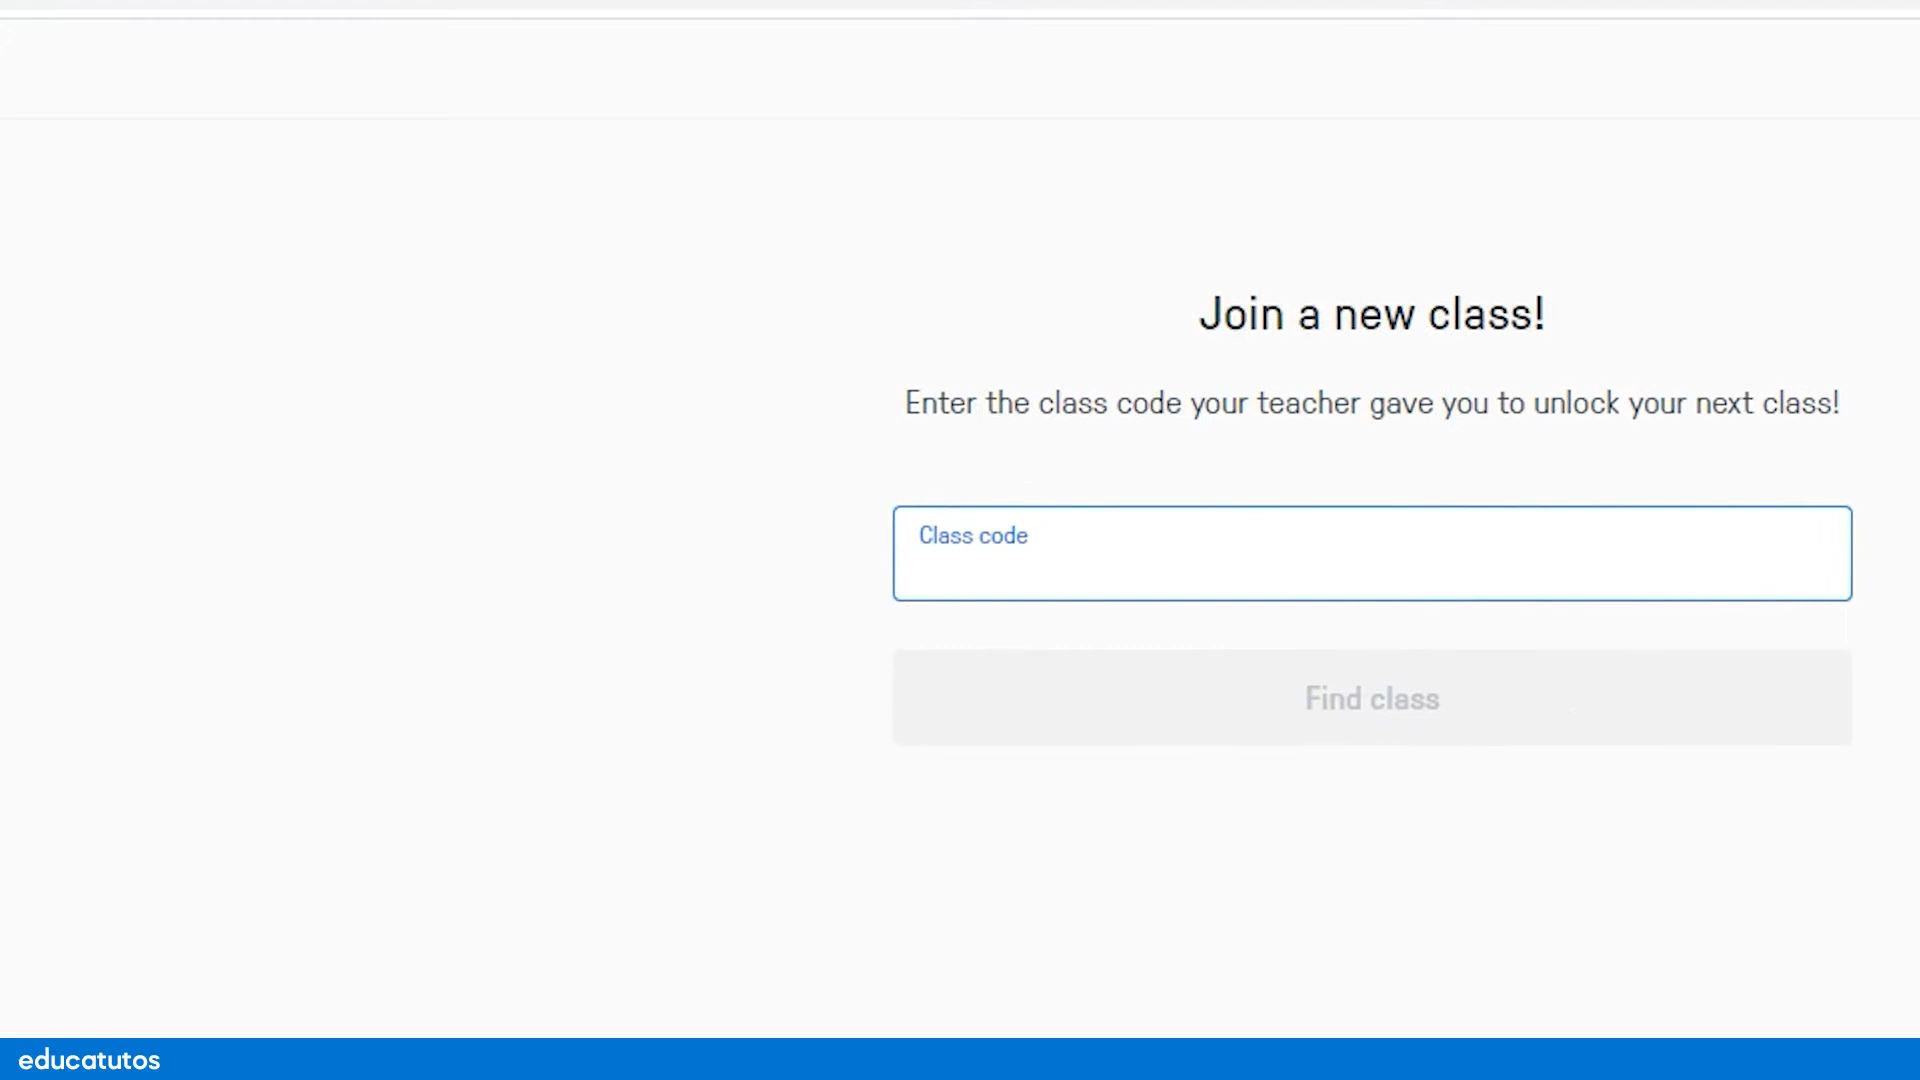 Join a new class!
Enter the class code your teacher gave you to unlock your next class!
Class code
Find class
educatutos